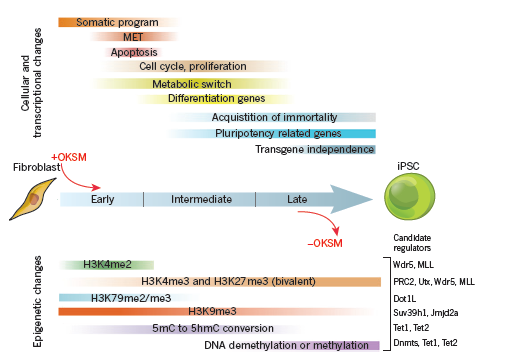 Cellular and
transcriptional changes
Somatic program
MET
Apoptosis
Cell cycle, proliferation
Metabolic switch
Differentiation genes
Acquistition of immortality
Pluripotency related genes
Transgene independence
+OKSM
Fibroblast
iPSC
Early
Intermediate
Late
−OKSM
Candidate
regulators
Epigenetic changes
H3K4me2
Wdr5, MLL
H3K4me3 and H3K27me3 (bivalent)
PRC2, Utx, Wdr5, MLL
H3K79me2/me3
Dot1L
H3K9me3
Suv39h1, Jmjd2a
5mC to 5hmC conversion
Tet1, Tet2
DNA demethylation or methylation
Dnmts, Tet1, Tet2